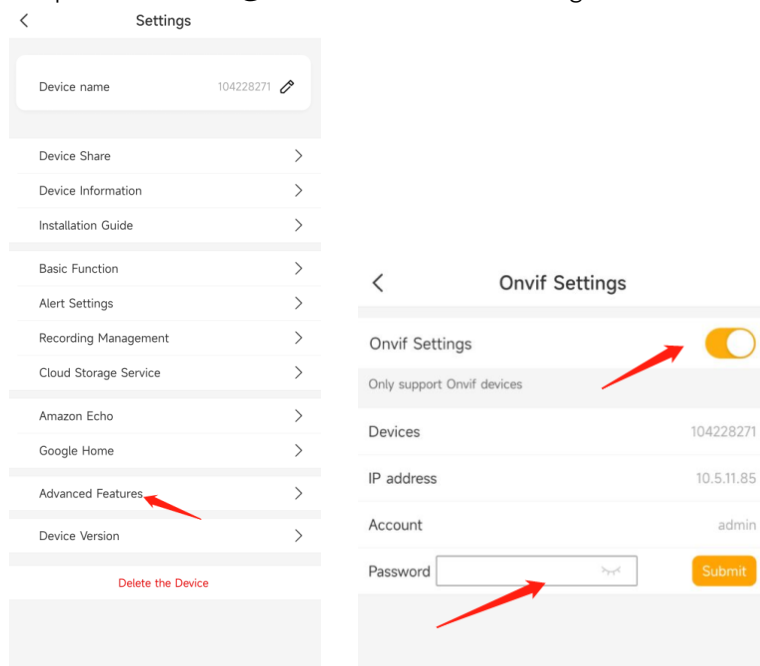 Settings
Device name 104228271
Device Share
Device Information
Installation Guide
Basic Function
Alert Settings
Recording Management
Cloud Storage Service
Amazon Echo
Google Home
Advanced Features
Device Version
Delete the Device
Onvif Settings
Onvif Settings
Only support Onvif devices
Devices 104228271
IP address 10.5.11.85
Account admin
Password Submit